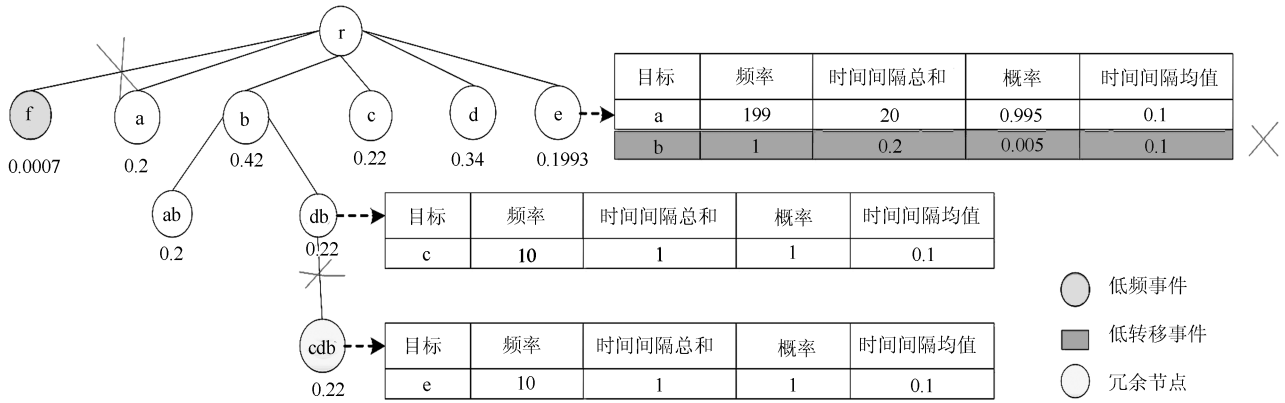 r
目标 频率 时间间隔总和 概率 时间间隔均值
f a b c d e a 199 20 0.995 0.1
b 1 0.2 0.005 0.1
0.0007 0.2 0.42 0.22 0.34 0.1993
ab db 目标 频率 时间间隔总和 概率 时间间隔均值
0.2 0.22 c 10 1 1 0.1
低频事件
低转移事件
cdb 目标 频率 时间间隔总和 概率 时间间隔均值
0.22 e 10 1 1 0.1
冗余节点